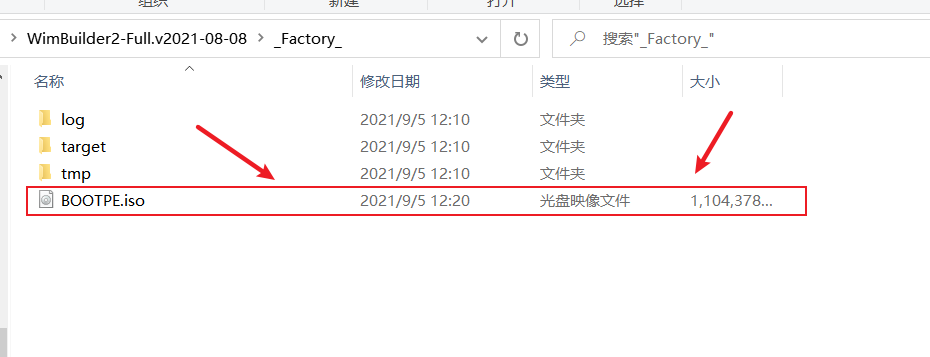 组织 新建 打开 选择
WimBuilder2-Full.v2021-08-08 _Factory_ 搜索"_Factory_"
名称 修改日期 类型 大小
log 2021/9/5 12:10 文件夹
target 2021/9/5 12:10 文件夹
tmp 2021/9/5 12:10 文件夹
BOOTPE.iso 2021/9/5 12:20 光盘映像文件 1,104,378...